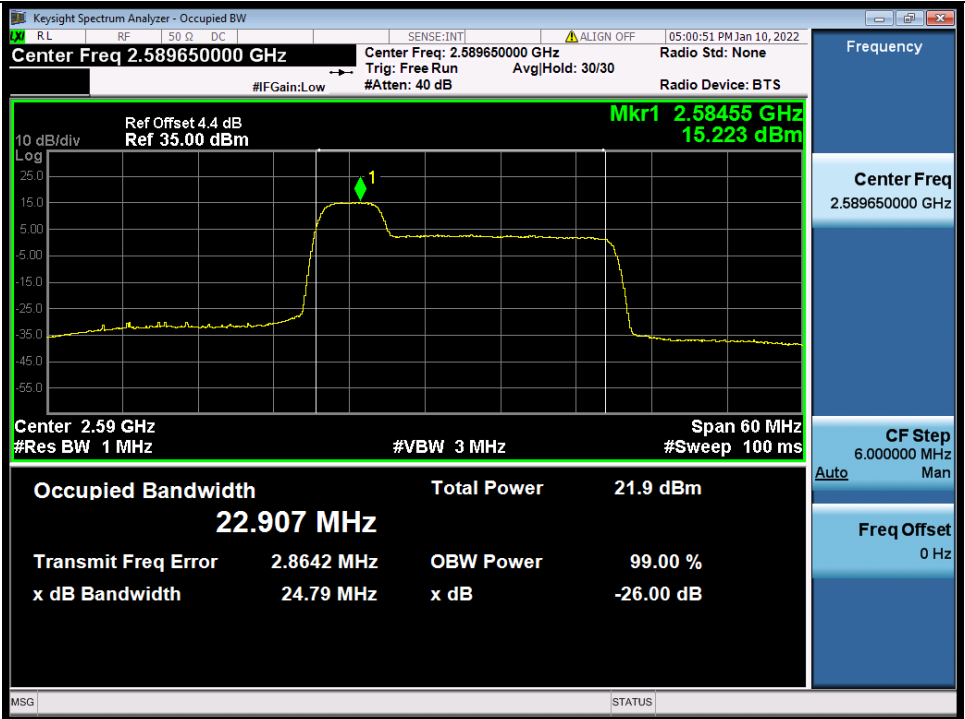 Keysight Spectrum Analyzer - Occupied BW
LXI RL RF 50 Ω DC SENSE:INT ALIGN OFF 05:00:51 PM Jan 10, 2022
Center Freq 2.589650000 GHz
Center Freq: 2.589650000 GHz Radio Std: None
Trig: Free Run Avg|Hold: 30/30
#IFGain:Low #Atten: 40 dB Radio Device: BTS
Frequency
Mkr1 2.58455 GHz
15.223 dBm
Ref Offset 4.4 dB
10 dB/div Ref 35.00 dBm
Log
1
25.0
15.0
5.00
-5.00
-15.0
-25.0
-35.0
-45.0
-55.0
Center 2.59 GHz Span 60 MHz
#Res BW 1 MHz #VBW 3 MHz #Sweep 100 ms
Center Freq
2.589650000 GHz
CF Step
6.000000 MHz
Auto Man
Freq Offset
0 Hz
Occupied Bandwidth Total Power 21.9 dBm
22.907 MHz
Transmit Freq Error 2.8642 MHz OBW Power 99.00 %
x dB Bandwidth 24.79 MHz x dB -26.00 dB
MSG STATUS